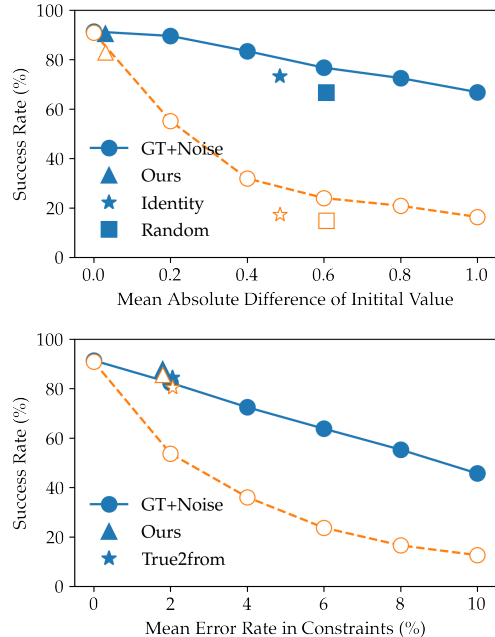 100
80
60
40
20
0
Success Rate (%)
GT+Noise
Ours
Identity
Random
0.0 0.2 0.4 0.6 0.8 1.0
Mean Absolute Difference of Initital Value
100
80
60
40
20
0
Success Rate (%)
GT+Noise
Ours
True2from
0 2 4 6 8 10
Mean Error Rate in Constraints (%)